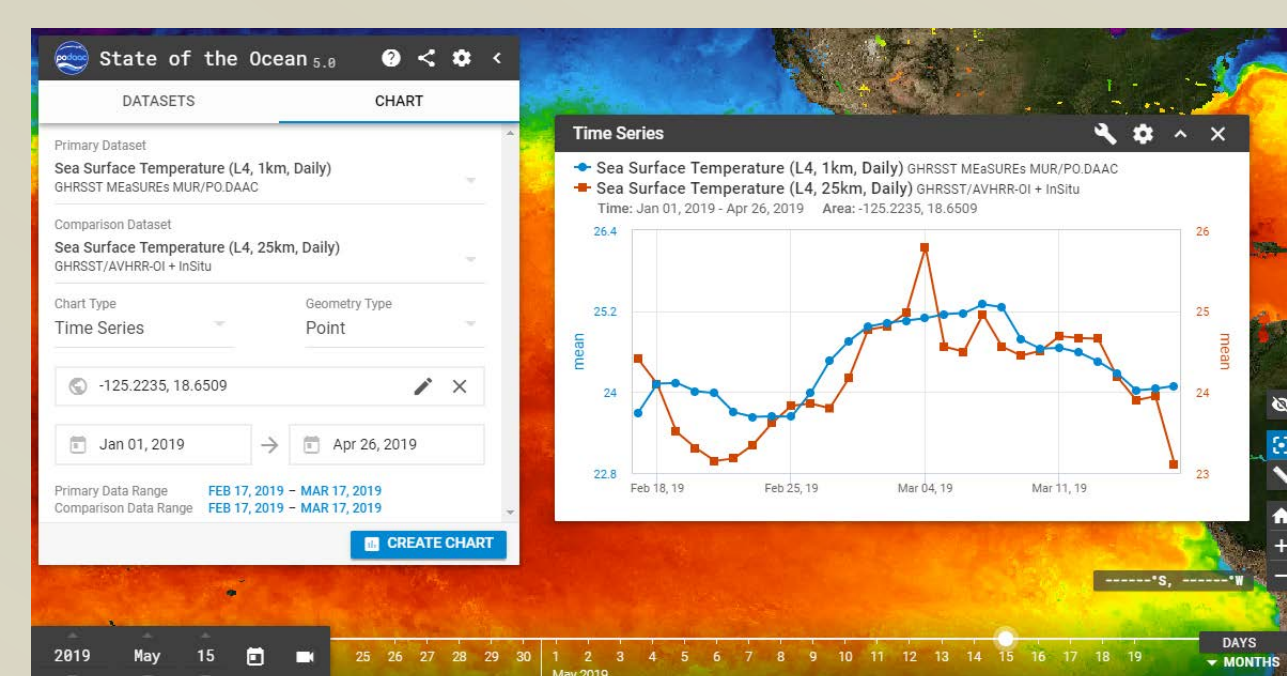 podaac State of the Ocean 5.0
DATASETS CHART
Primary Dataset
Sea Surface Temperature (L4, 1km, Daily)
GHRSST MEaSUREs MUR/PO.DAAC
Comparison Dataset
Sea Surface Temperature (L4, 25km, Daily)
GHRSST/AVHRR-OI + InSitu
Chart Type Geometry Type
Time Series Point
-125.2235, 18.6509
Jan 01, 2019 → Apr 26, 2019
Primary Data Range FEB 17, 2019 – MAR 17, 2019
Comparison Data Range FEB 17, 2019 – MAR 17, 2019
CREATE CHART
Time Series
Sea Surface Temperature (L4, 1km, Daily) GHRSST MEaSUREs MUR/PO.DAAC
Sea Surface Temperature (L4, 25km, Daily) GHRSST/AVHRR-OI + InSitu
Time: Jan 01, 2019 - Apr 26, 2019 Area: -125.2235, 18.6509
26.4 26
25.2 25
mean mean
24 24
22.8 23
Feb 18, 19 Feb 25, 19 Mar 04, 19 Mar 11, 19
------°S, ------°W
2019 May 15
25 26 27 28 29 30 1 2 3 4 5 6 7 8 9 10 11 12 13 14 15 16 17 18 19
May 2019
DAYS
MONTHS